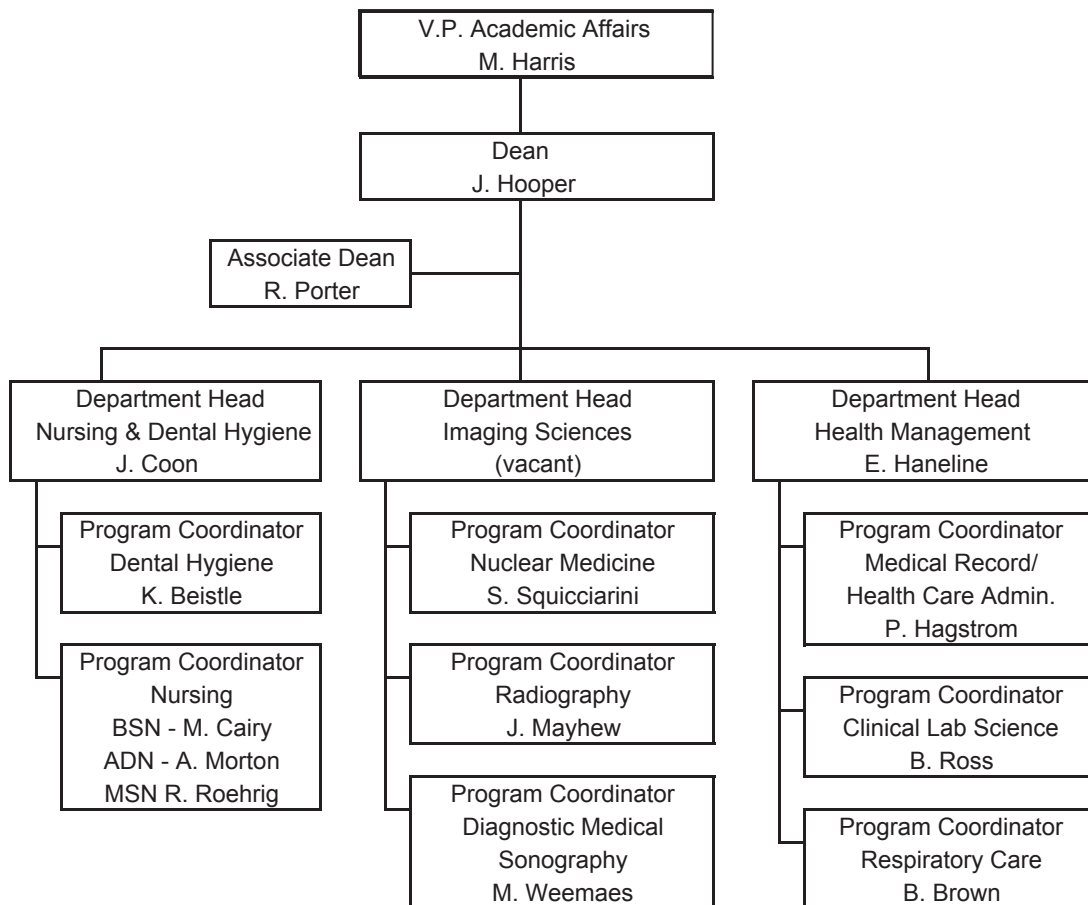 V.P. Academic Affairs
M. Harris
Dean
J. Hooper
Associate Dean
R. Porter
Department Head
Nursing & Dental Hygiene
J. Coon
Program Coordinator
Dental Hygiene
K. Beistle
Program Coordinator
Nursing
BSN - M. Cairy
ADN - A. Morton
MSN R. Roehrig
Department Head
Imaging Sciences
(vacant)
Program Coordinator
Nuclear Medicine
S. Squicciarini
Program Coordinator
Radiography
J. Mayhew
Program Coordinator
Diagnostic Medical
Sonography
M. Weemaes
Department Head
Health Management
E. Haneline
Program Coordinator
Medical Record/
Health Care Admin.
P. Hagstrom
Program Coordinator
Clinical Lab Science
B. Ross
Program Coordinator
Respiratory Care
B. Brown